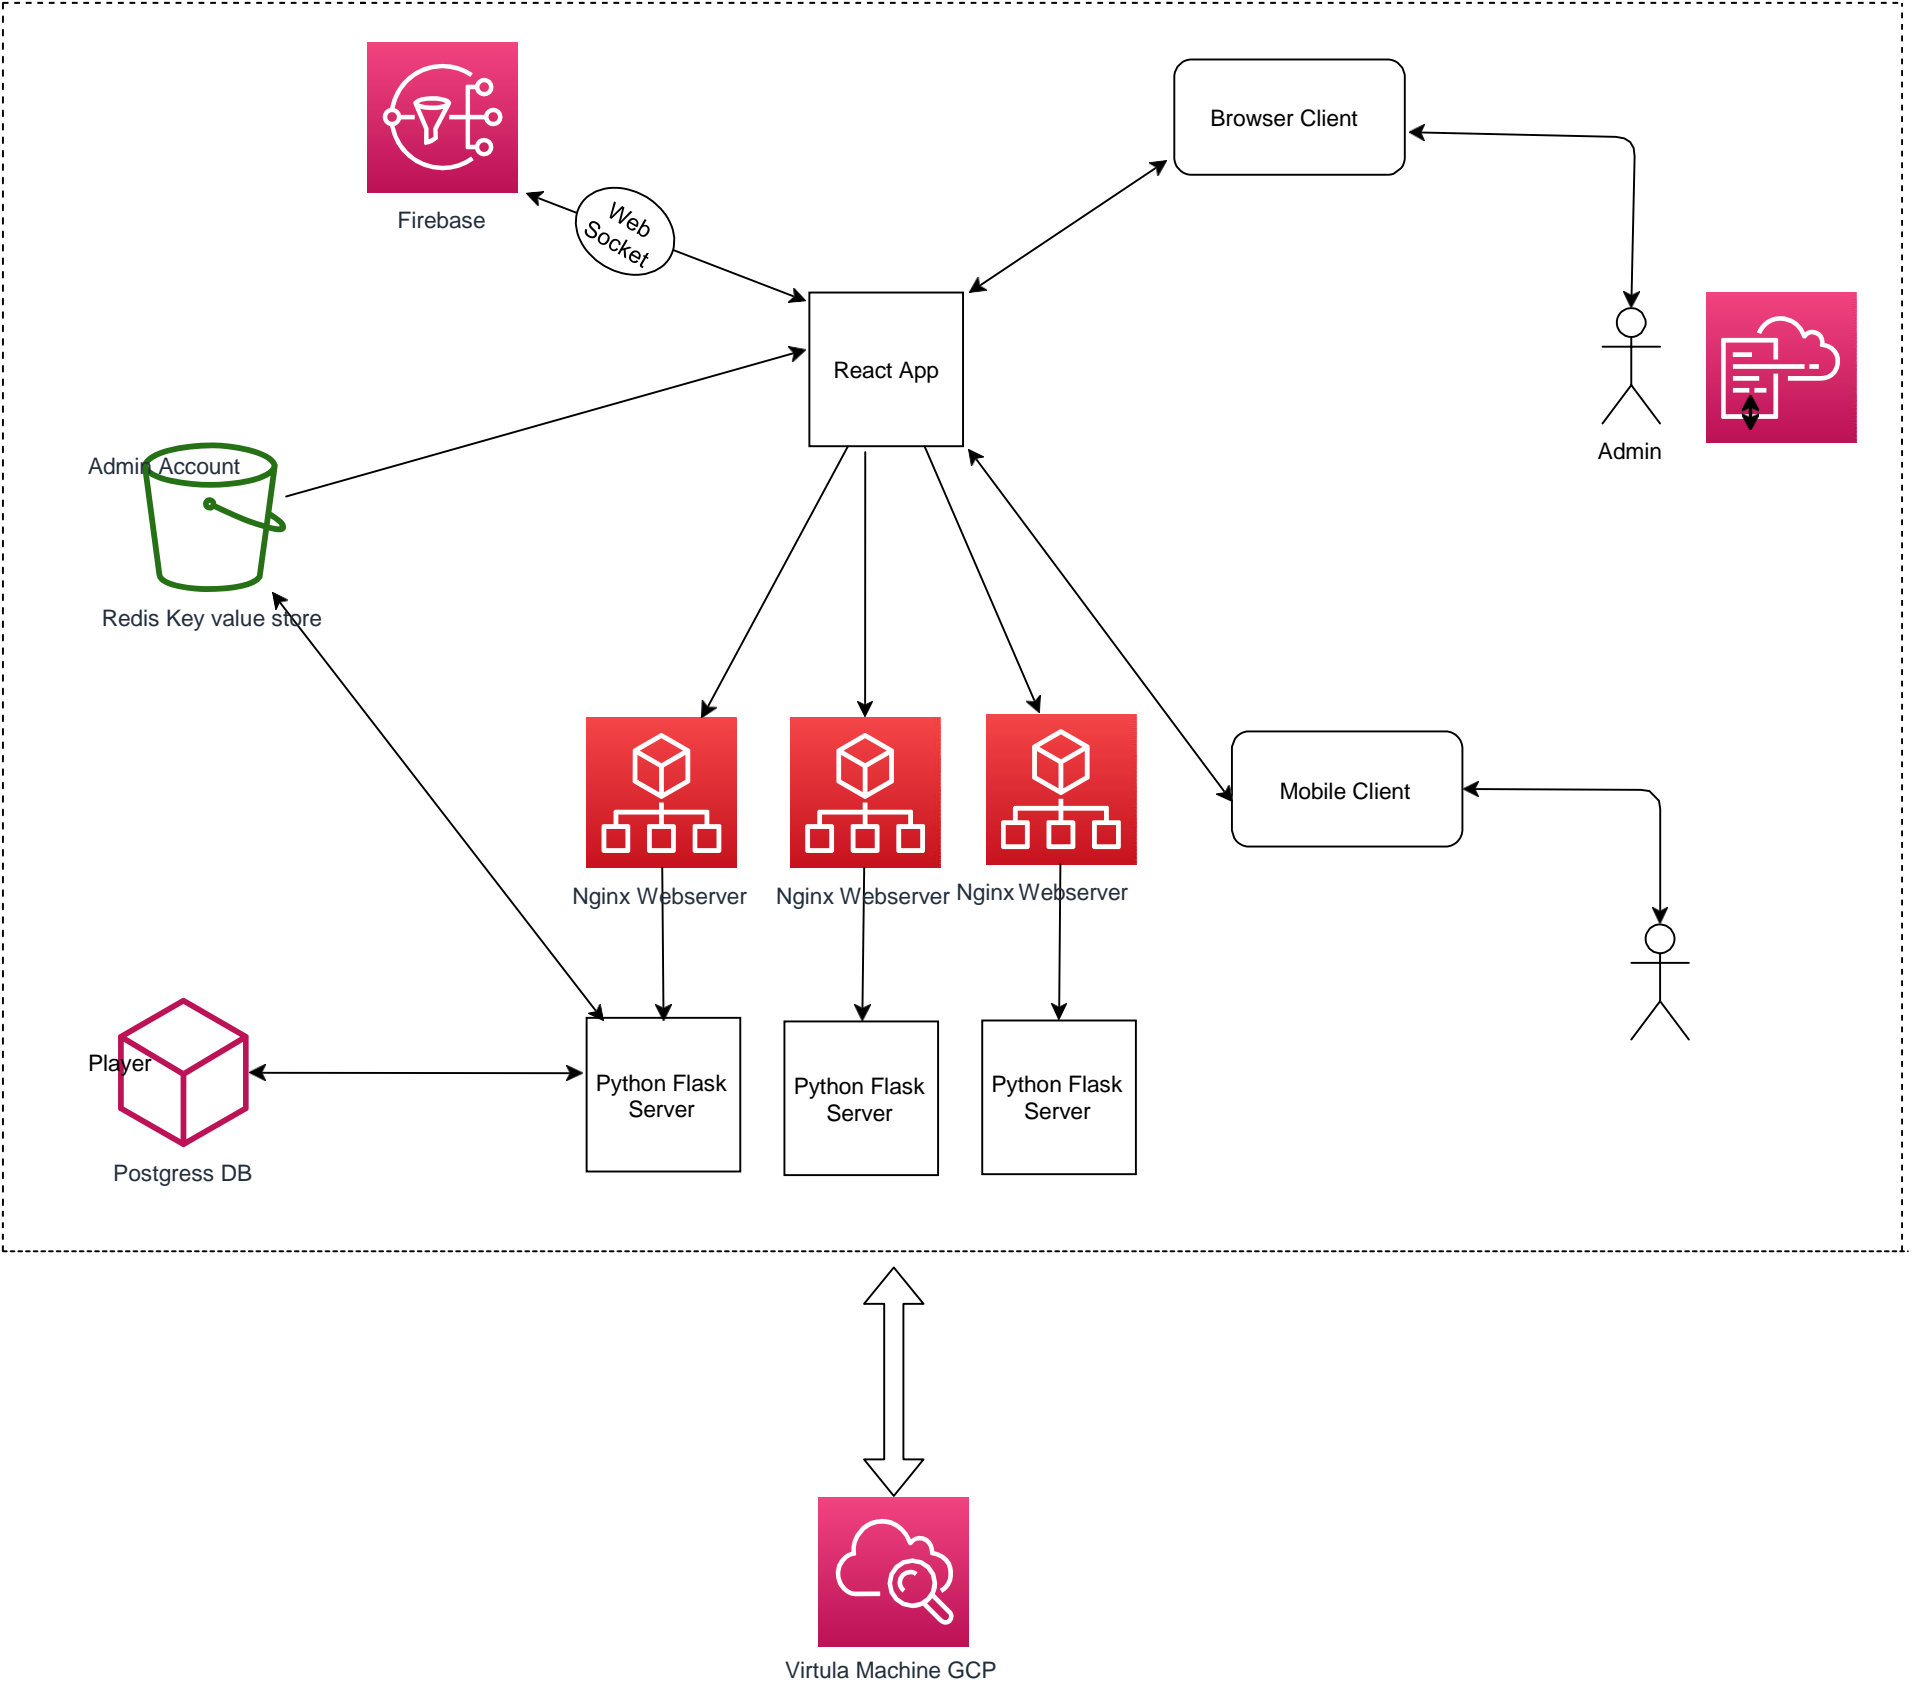 Browser Client
Web
Socket
Firebase
React App
Admin
Admin Account
Redis Key value store
Mobile Client
Nginx Webserver
Nginx Webserver
Nginx Webserver
Player
Python Flask
Server
Python Flask
Server
Python Flask
Server
Postgress DB
Virtula Machine GCP